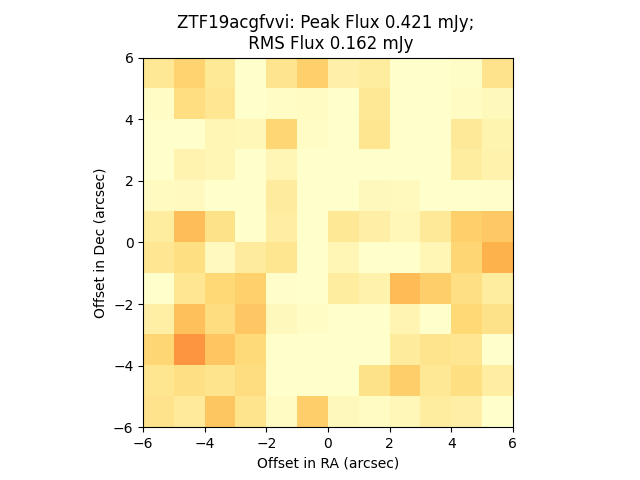 ZTF19acgfvvi: Peak Flux 0.421 mJy;
RMS Flux 0.162 mJy
6
4
2
0
−2
−4
−6
Offset in Dec (arcsec)
−6 −4 −2 0 2 4 6
Offset in RA (arcsec)